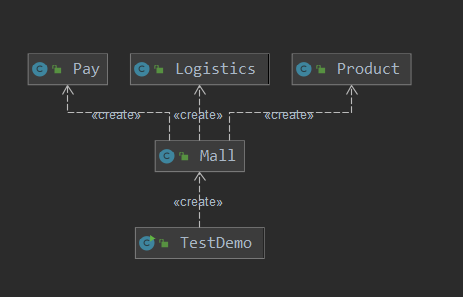 Pay
Logistics
Product
«create»
«create»
«create»
Mall
«create»
TestDemo